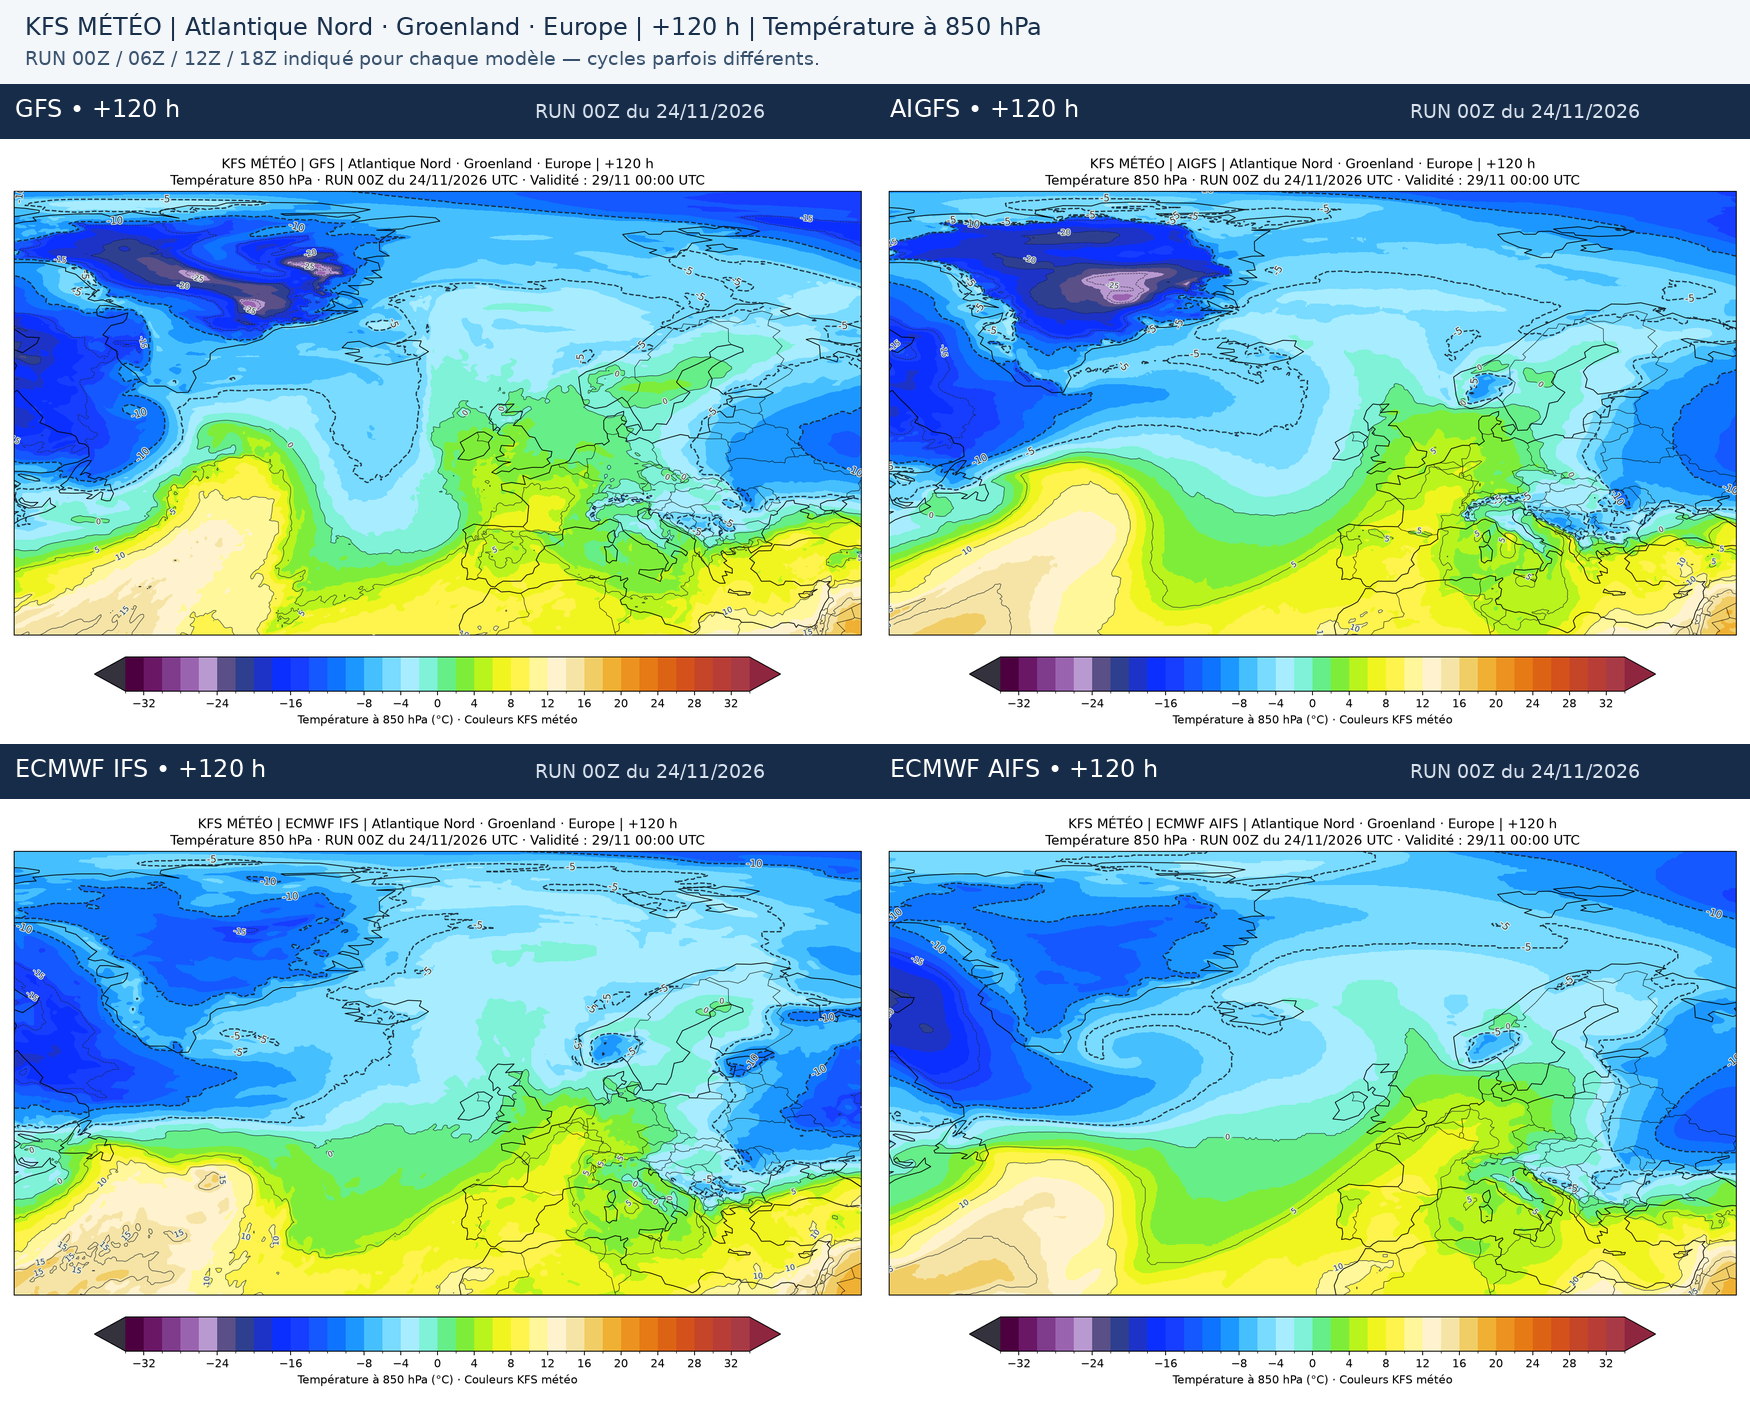 KFS MÉTÉO | Atlantique Nord · Groenland · Europe | +120 h | Température à 850 hPa
RUN 00Z / 06Z / 12Z / 18Z indiqué pour chaque modèle — cycles parfois différents.
GFS • +120 h RUN 00Z du 24/11/2026
AIGFS • +120 h RUN 00Z du 24/11/2026
KFS MÉTÉO | GFS | Atlantique Nord · Groenland · Europe | +120 h
Température 850 hPa · RUN 00Z du 24/11/2026 UTC · Validité : 29/11 00:00 UTC
KFS MÉTÉO | AIGFS | Atlantique Nord · Groenland · Europe | +120 h
Température 850 hPa · RUN 00Z du 24/11/2026 UTC · Validité : 29/11 00:00 UTC
−32 −24 −16 −8 −4 0 4 8 12 16 20 24 28 32
Température à 850 hPa (°C) · Couleurs KFS météo
−32 −24 −16 −8 −4 0 4 8 12 16 20 24 28 32
Température à 850 hPa (°C) · Couleurs KFS météo
ECMWF IFS • +120 h RUN 00Z du 24/11/2026
ECMWF AIFS • +120 h RUN 00Z du 24/11/2026
KFS MÉTÉO | ECMWF IFS | Atlantique Nord · Groenland · Europe | +120 h
Température 850 hPa · RUN 00Z du 24/11/2026 UTC · Validité : 29/11 00:00 UTC
KFS MÉTÉO | ECMWF AIFS | Atlantique Nord · Groenland · Europe | +120 h
Température 850 hPa · RUN 00Z du 24/11/2026 UTC · Validité : 29/11 00:00 UTC
−32 −24 −16 −8 −4 0 4 8 12 16 20 24 28 32
Température à 850 hPa (°C) · Couleurs KFS météo
−32 −24 −16 −8 −4 0 4 8 12 16 20 24 28 32
Température à 850 hPa (°C) · Couleurs KFS météo